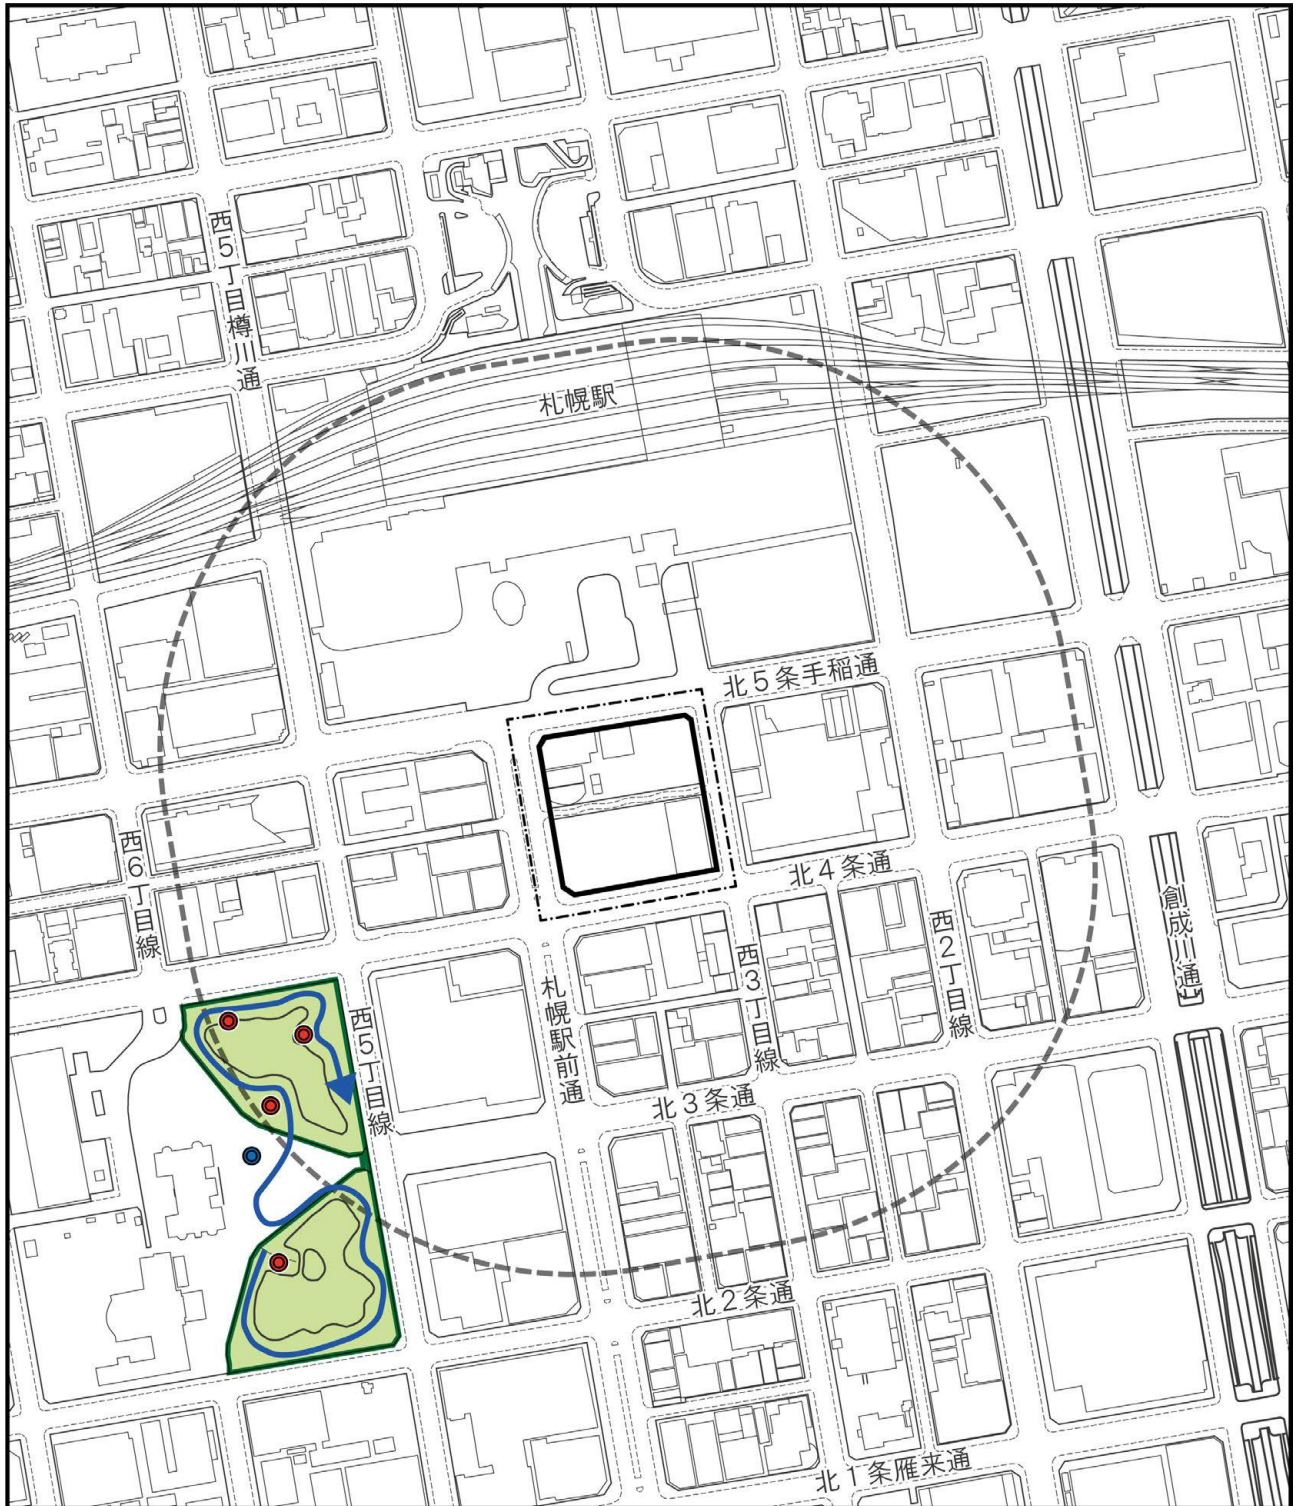 西5丁目樽川通
札幌駅
北5条手稲通
西6丁目線
北4条通
創成川通
西2丁目線
西3丁目線
札幌駅前通
西5丁目線
北3条通
北2条通
北1条雁来通